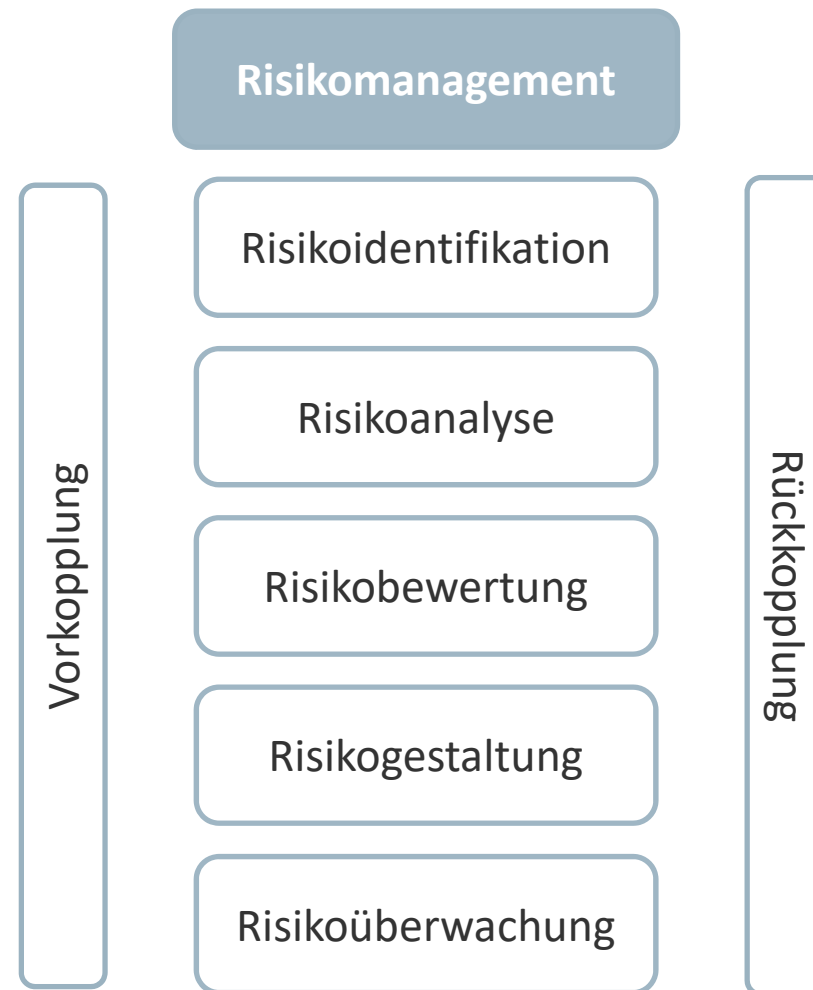 Risikomanagement
Vorkopplung
Risikoidentifikation
Risikoanalyse
Risikobewertung
Risikogestaltung
Risikoüberwachung
Rückkopplung